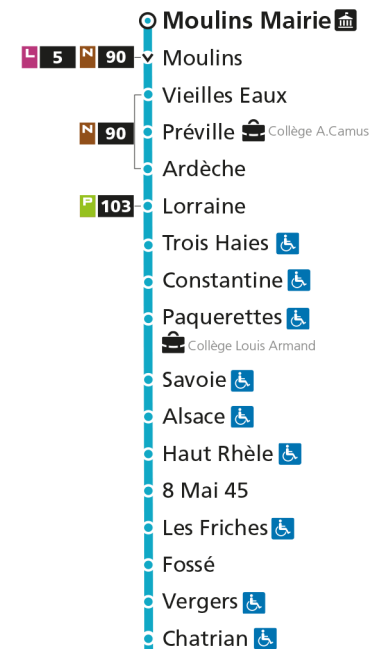 Moulins Mairie
L 5 N 90 Moulins
Vieilles Eaux
N 90 Préville Collège A.Camus
Ardèche
P 103 Lorraine
Trois Haies
Constantine
Paquerettes
Collège Louis Armand
Savoie
Alsace
Haut Rhèle
8 Mai 45
Les Friches
Fossé
Vergers
Chatrian